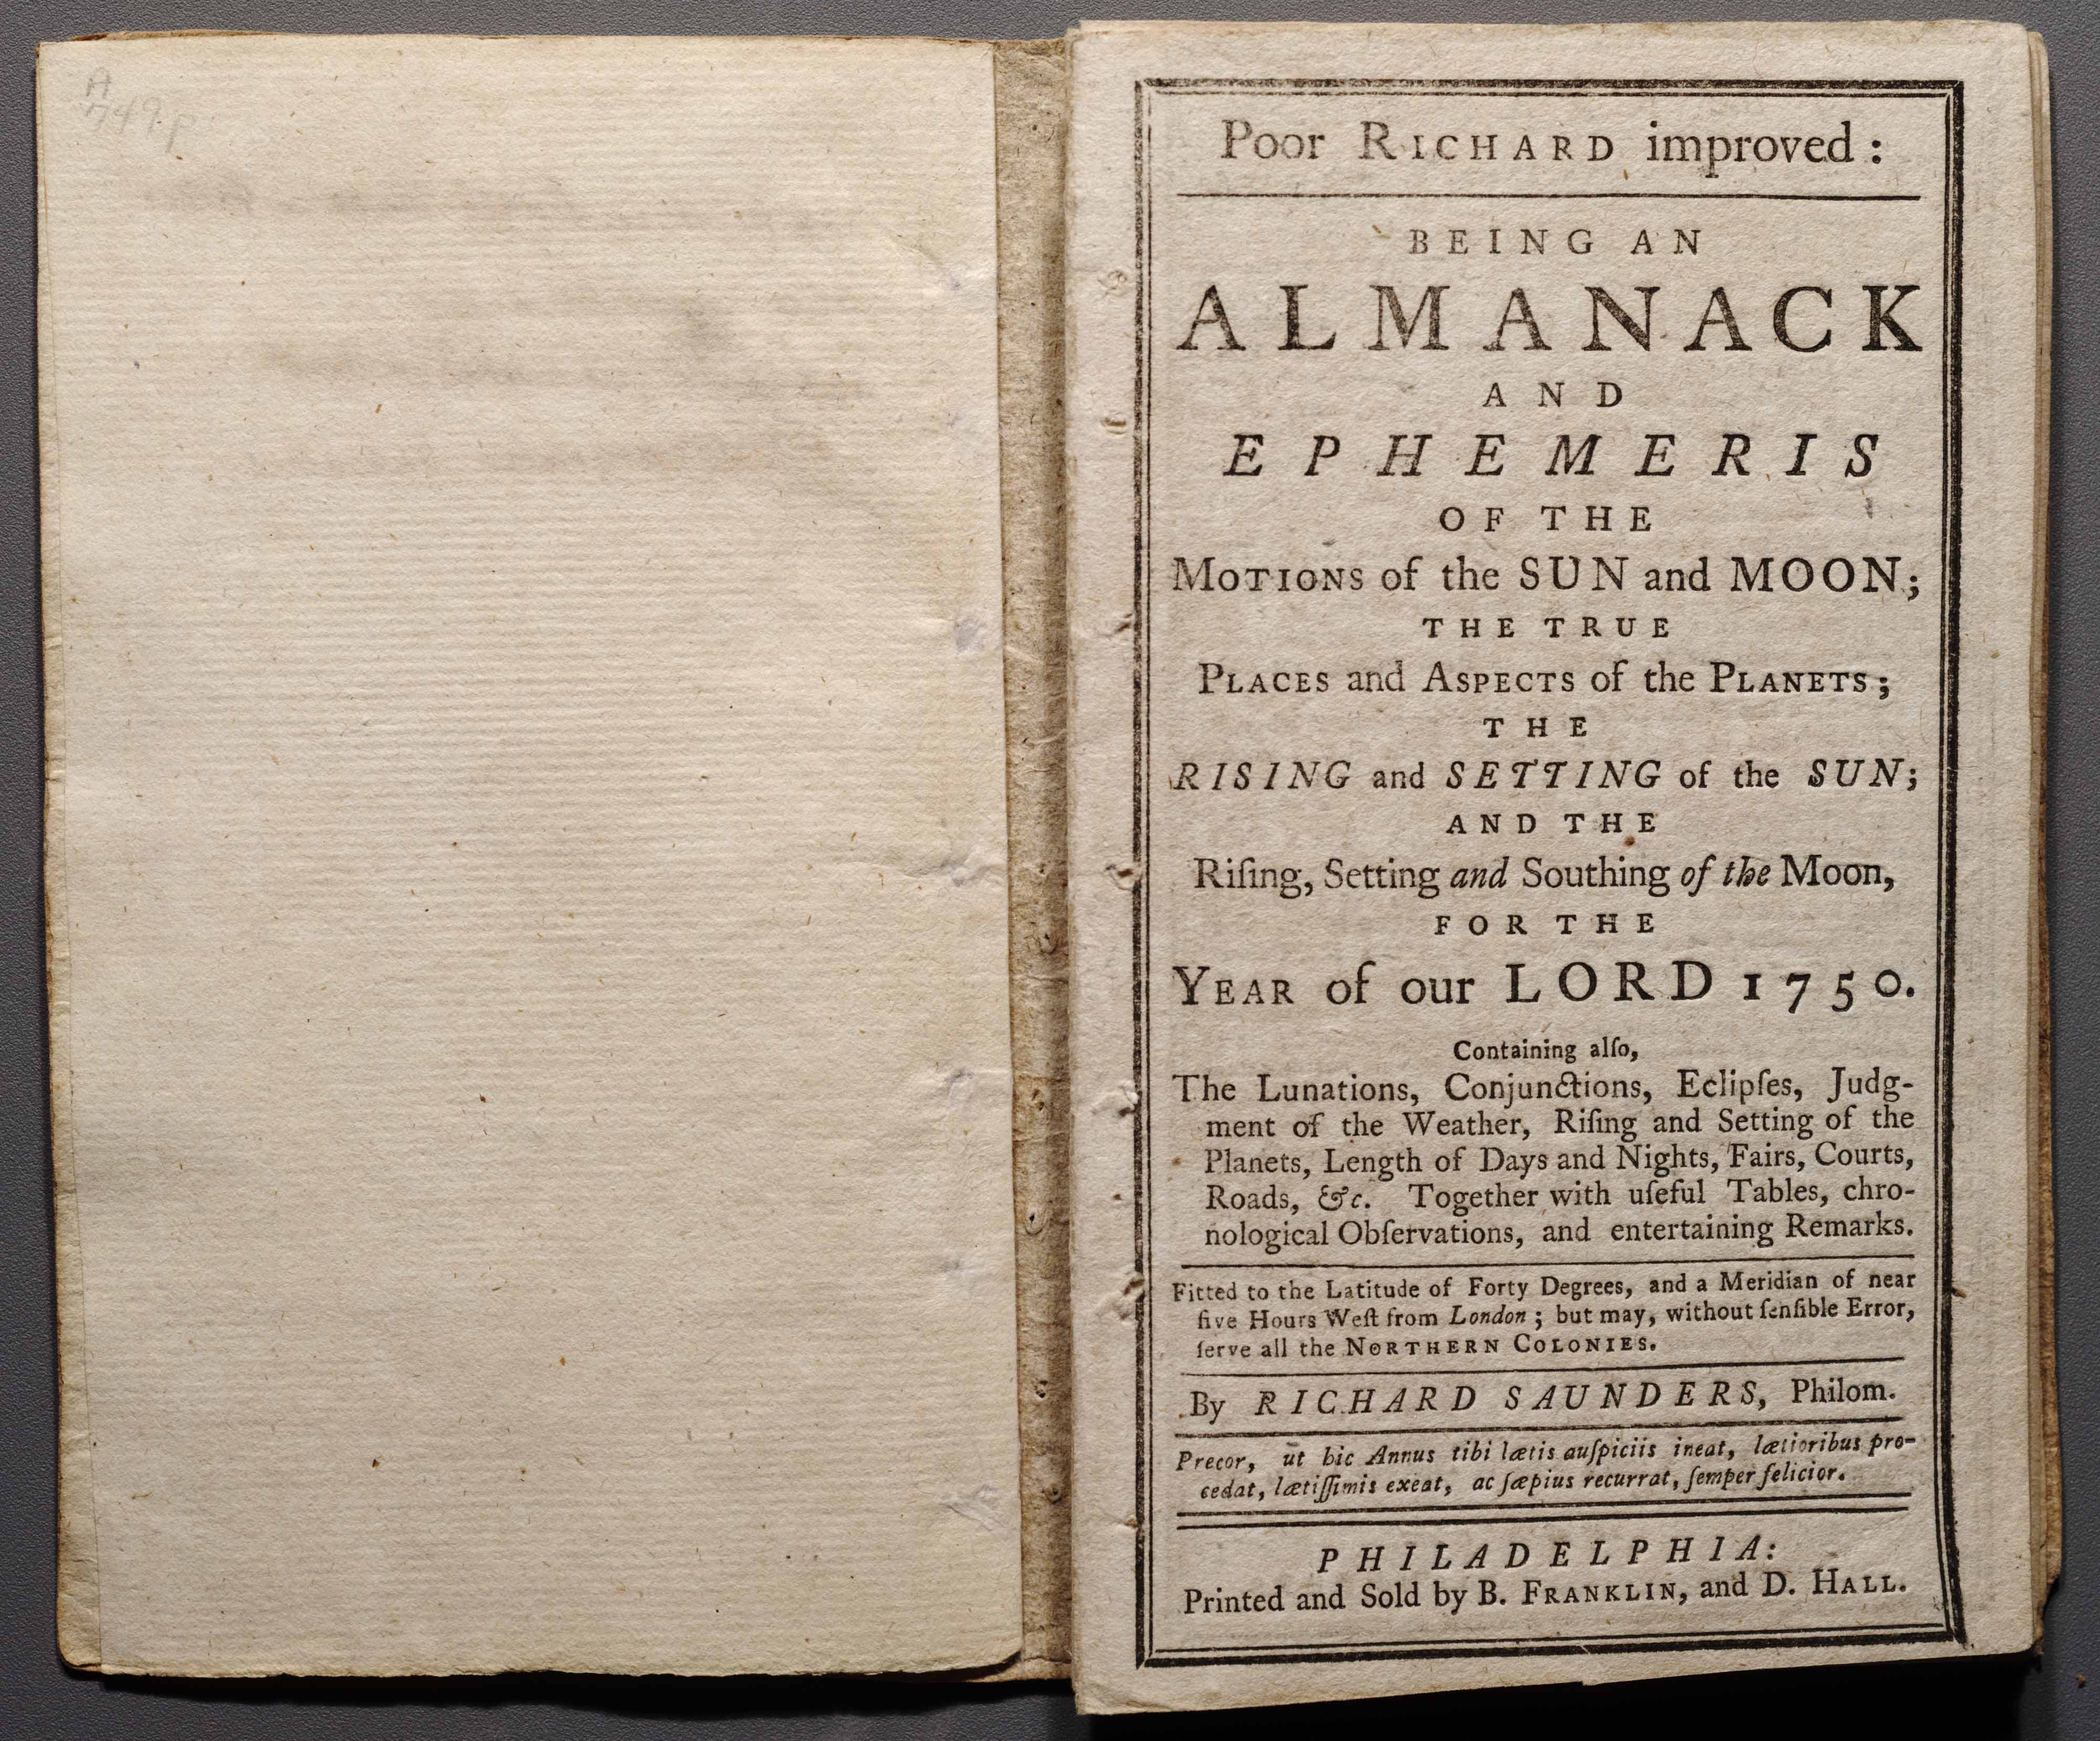 A
749.P
Poor RICHARD improved:
BEING AN
ALMANACK
AND
EPHEMERIS
OF THE
MOTIONS of the SUN and MOON;
THE TRUE
PLACES and ASPECTS of the PLANETS;
THE
RISING and SETTING of the SUN;
AND THE
Riſing, Setting and Southing of the Moon,
FOR THE
YEAR of our LORD 1750.
Containing alſo,
The Lunations, Conjunctions, Eclipſes, Judg-
ment of the Weather, Riſing and Setting of the
Planets, Length of Days and Nights, Fairs, Courts,
Roads, &c. Together with uſeful Tables, chro-
nological Obſervations, and entertaining Remarks.
Fitted to the Latitude of Forty Degrees, and a Meridian of near
five Hours Weſt from London; but may, without ſenſible Error,
ſerve all the NORTHERN COLONIES.
By RICHARD SAUNDERS, Philom.
Precor, ut hic Annus tibi lætis auſpiciis ineat, lætioribus pro-
cedat, lætiſſimis exeat, ac ſæpius recurrat, ſemper felicior.
PHILADELPHIA:
Printed and Sold by B. FRANKLIN, and D. HALL.